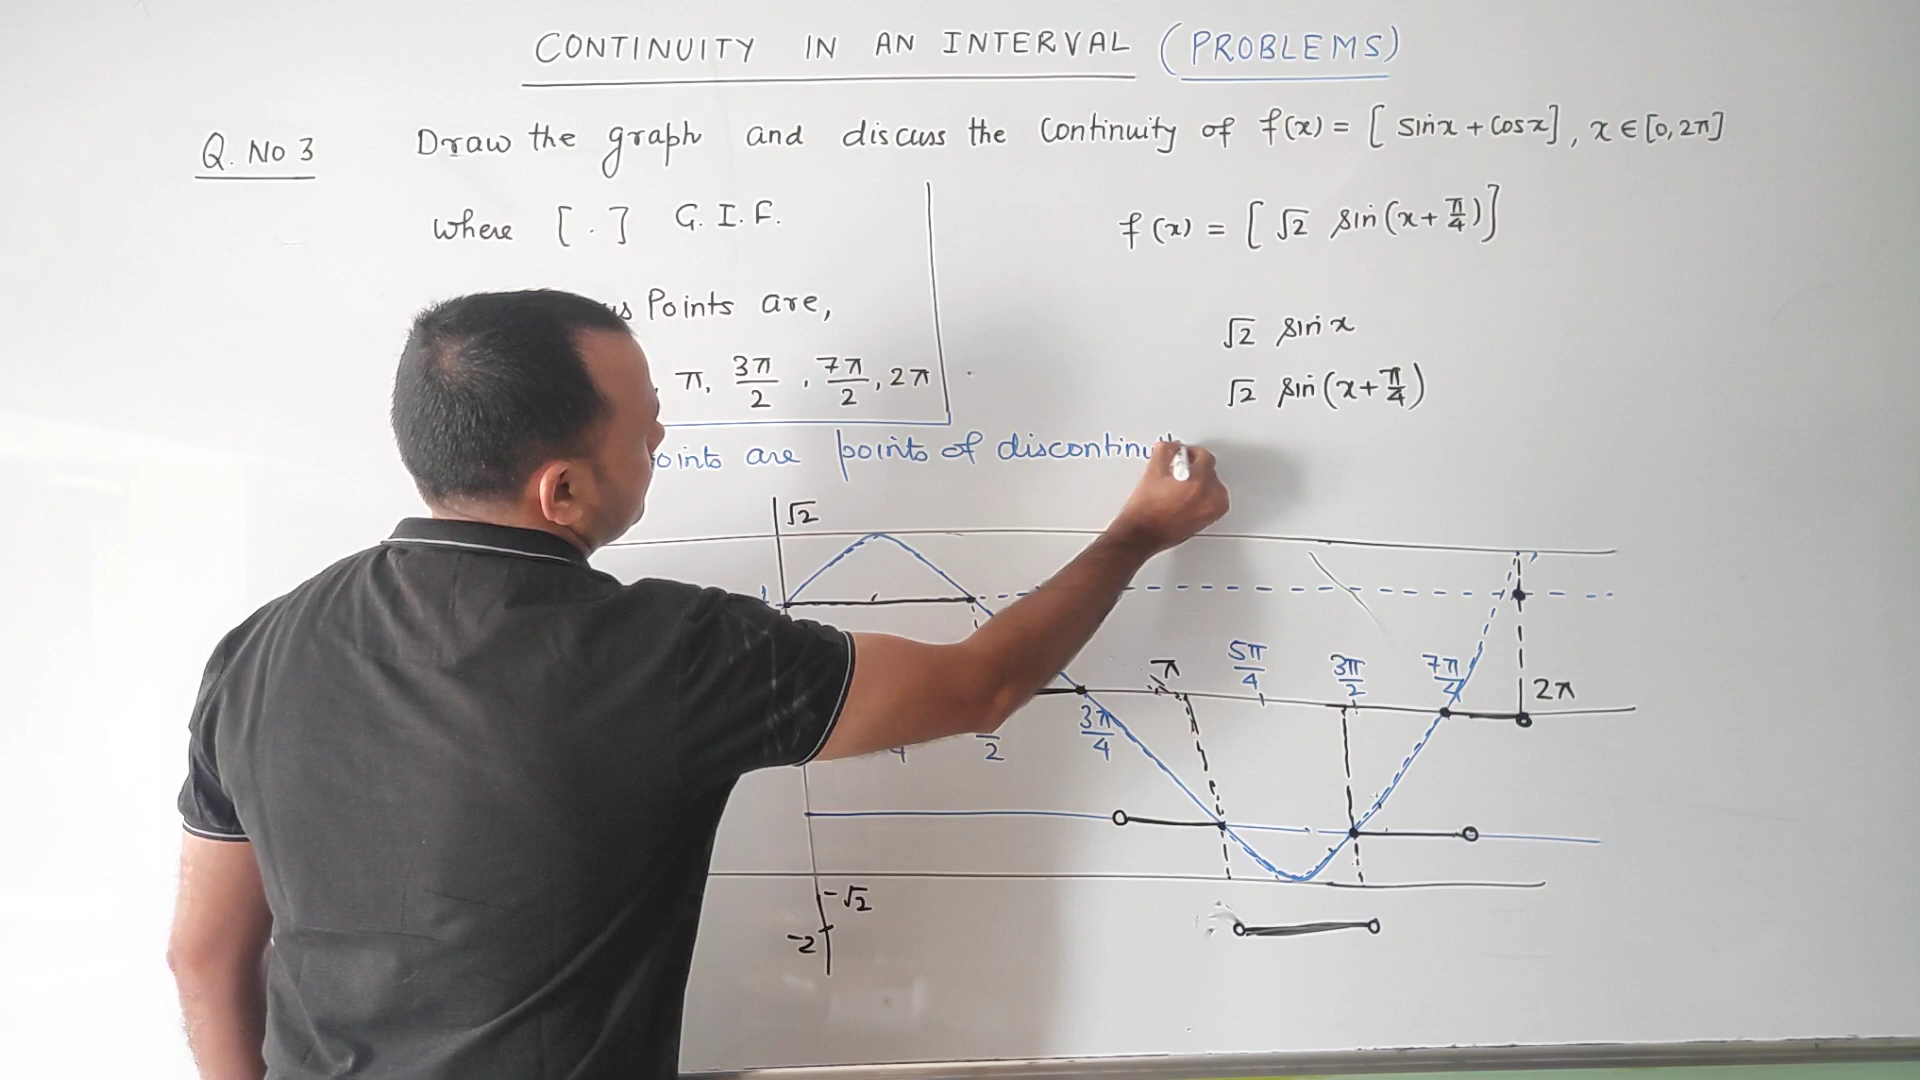 CONTINUITY IN AN INTERVAL (PROBLEMS)
Q. No 3 Draw the graph and discuss the Continuity of f(x) = [ sinx + cosx ], x ∈ [0, 2π]
where [ . ] G. I. F.
f(x) = [ √2 sin(x + π/4) ]
Points are,
√2 sin x
π, 3π/2, 7π/2, 2π .
√2 sin(x + π/4)
points of discontinu
are
√2
1
π 5π/4 3π/2 7π/4
2π
4 2 3π/4
-√2
-2